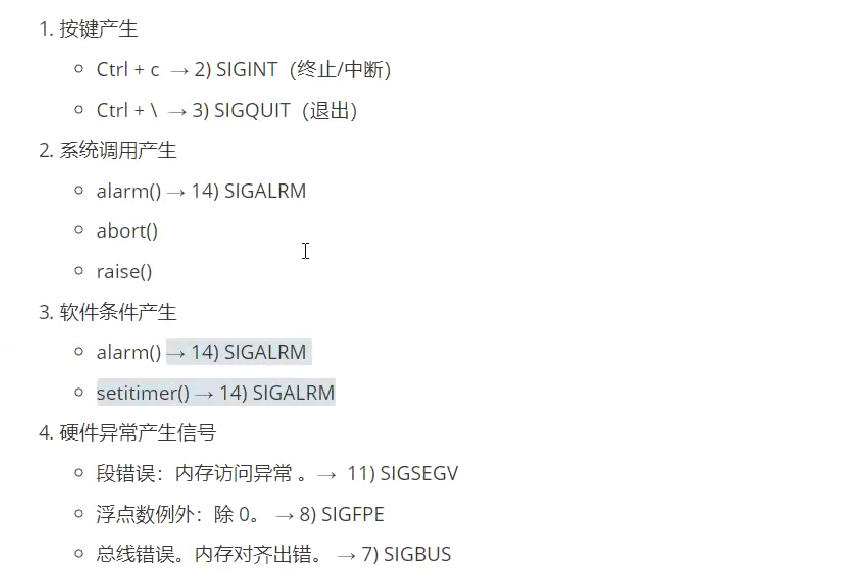 1. 按键产生
◦ Ctrl + c → 2) SIGINT（终止/中断）
◦ Ctrl + \ → 3) SIGQUIT（退出）
2. 系统调用产生
◦ alarm() → 14) SIGALRM
◦ abort()
◦ raise()
3. 软件条件产生
◦ alarm() → 14) SIGALRM
◦ setitimer() → 14) SIGALRM
4. 硬件异常产生信号
◦ 段错误：内存访问异常 。→ 11) SIGSEGV
◦ 浮点数例外：除 0。 → 8) SIGFPE
◦ 总线错误。内存对齐出错。 → 7) SIGBUS